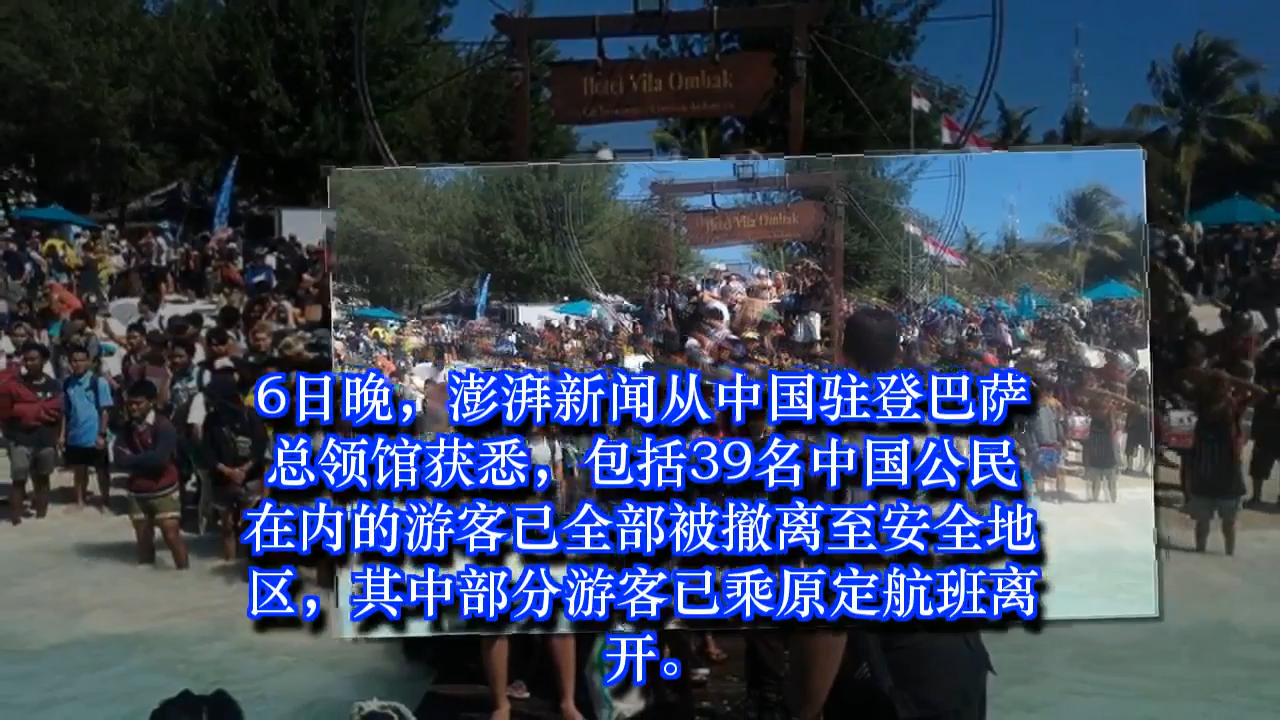 Hotel Vila Ombak
Hotel Vila Ombak
6日晚，澎湃新闻从中国驻登巴萨
总领馆获悉，包括39名中国公民
在内的游客已全部被撤离至安全地
区，其中部分游客已乘原定航班离
开。